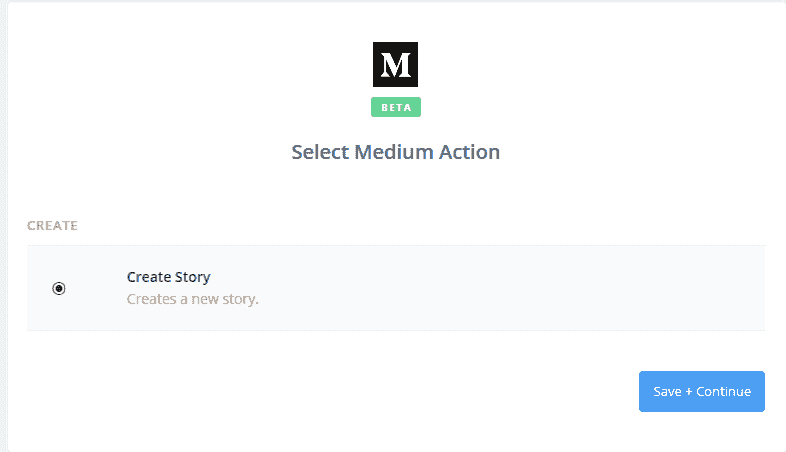 M
BETA
Select Medium Action
CREATE
Create Story
Creates a new story.
Save + Continue